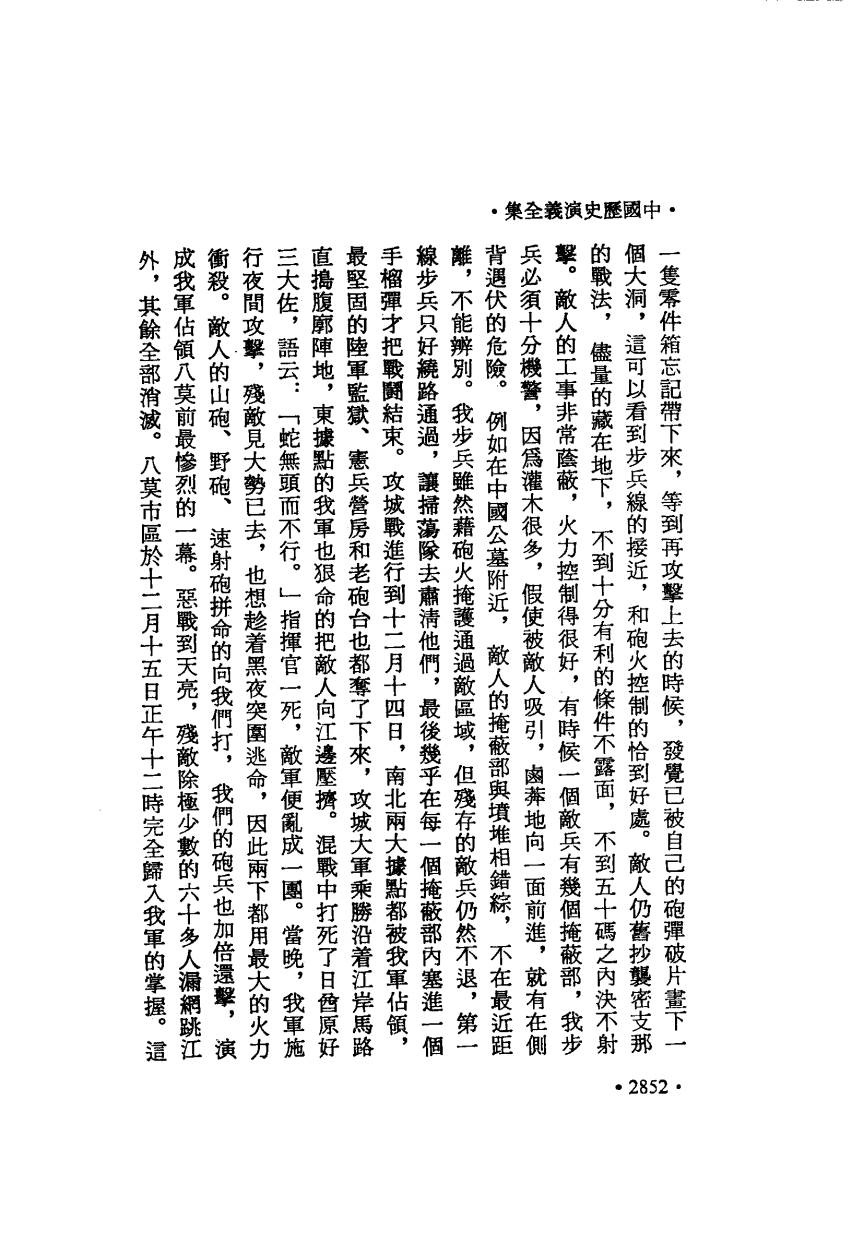 •中國歷史演義全集•
一隻零件箱忘記帶下來，等到再攻擊上去的時候，發覺已被自己的砲彈破片畫下一
個大洞，這可以看到步兵線的接近，和砲火控制的恰到好處。敵人仍舊抄襲密支那
的戰法，儘量的藏在地下，不到十分有利的條件不露面，不到五十碼之內決不射
擊。敵人的工事非常蔭蔽，火力控制得很好，有時候一個敵兵有幾個掩蔽部，我步
兵必須十分機警，因爲灌木很多，假使被敵人吸引，鹵莽地向一面前進，就有在側
背遇伏的危險。例如在中國公墓附近，敵人的掩蔽部與墳堆相錯綜，不在最近距
離，不能辨別。我步兵雖然藉砲火掩護通過敵區域，但殘存的敵兵仍然不退，第一
線步兵只好繞路通過，讓掃蕩隊去肅清他們，最後幾乎在每一個掩蔽部內塞進一個
手榴彈才把戰鬪結束。攻城戰進行到十二月十四日，南北兩大據點都被我軍佔領，
最堅固的陸軍監獄、憲兵營房和老砲台也都奪了下來，攻城大軍乘勝沿着江岸馬路
直搗腹廓陣地，東據點的我軍也狠命的把敵人向江邊壓擠。混戰中打死了日酋原好
三大佐，語云：「蛇無頭而不行。」指揮官一死，敵軍便亂成一團。當晚，我軍施
行夜間攻擊，殘敵見大勢已去，也想趁着黑夜突圍逃命，因此兩下都用最大的火力
衝殺。敵人的山砲、野砲、速射砲拼命的向我們打，我們的砲兵也加倍還擊，演
成我軍佔領八莫前最慘烈的一幕。惡戰到天亮，殘敵除極少數的六十多人漏網跳江
外，其餘全部消滅。八莫市區於十二月十五日正午十二時完全歸入我軍的掌握。這
•2852•